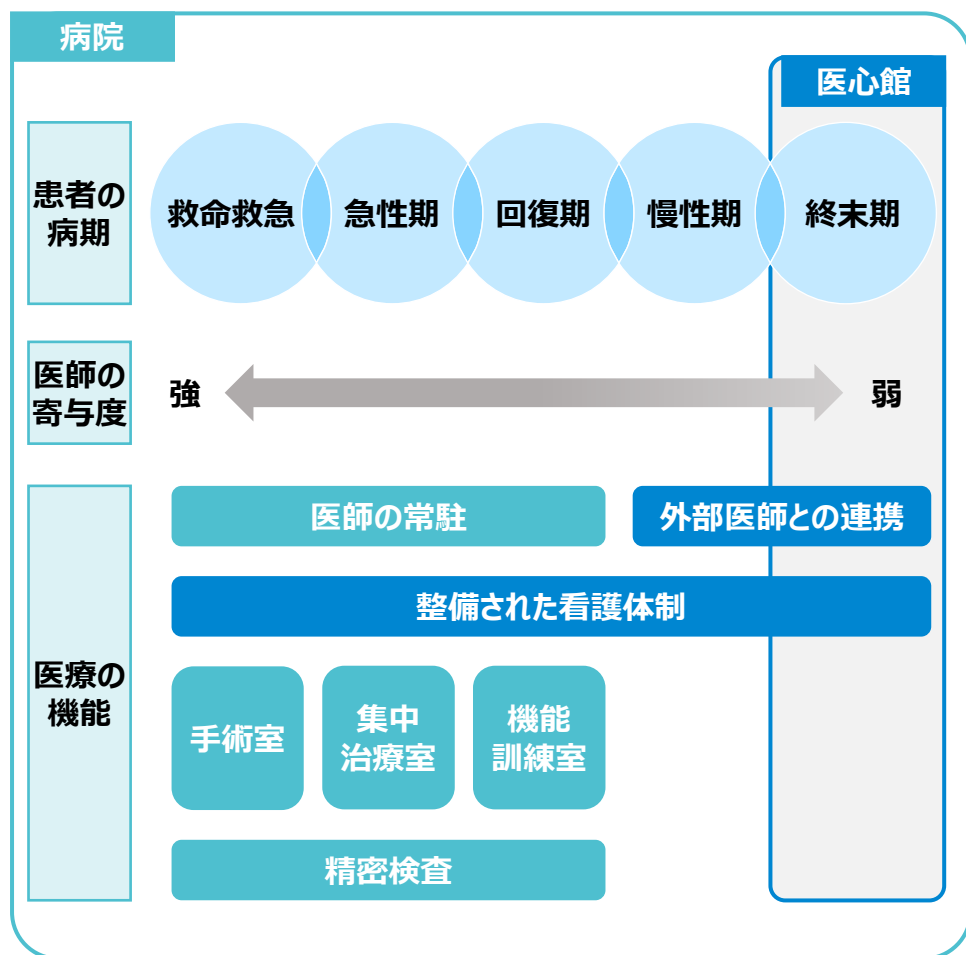 病院
医心館
患者の
病期
救命救急
急性期
回復期
慢性期
終末期
医師の
寄与度
強
弱
医療の
機能
医師の常駐
外部医師との連携
整備された看護体制
手術室
集中
治療室
機能
訓練室
精密検査